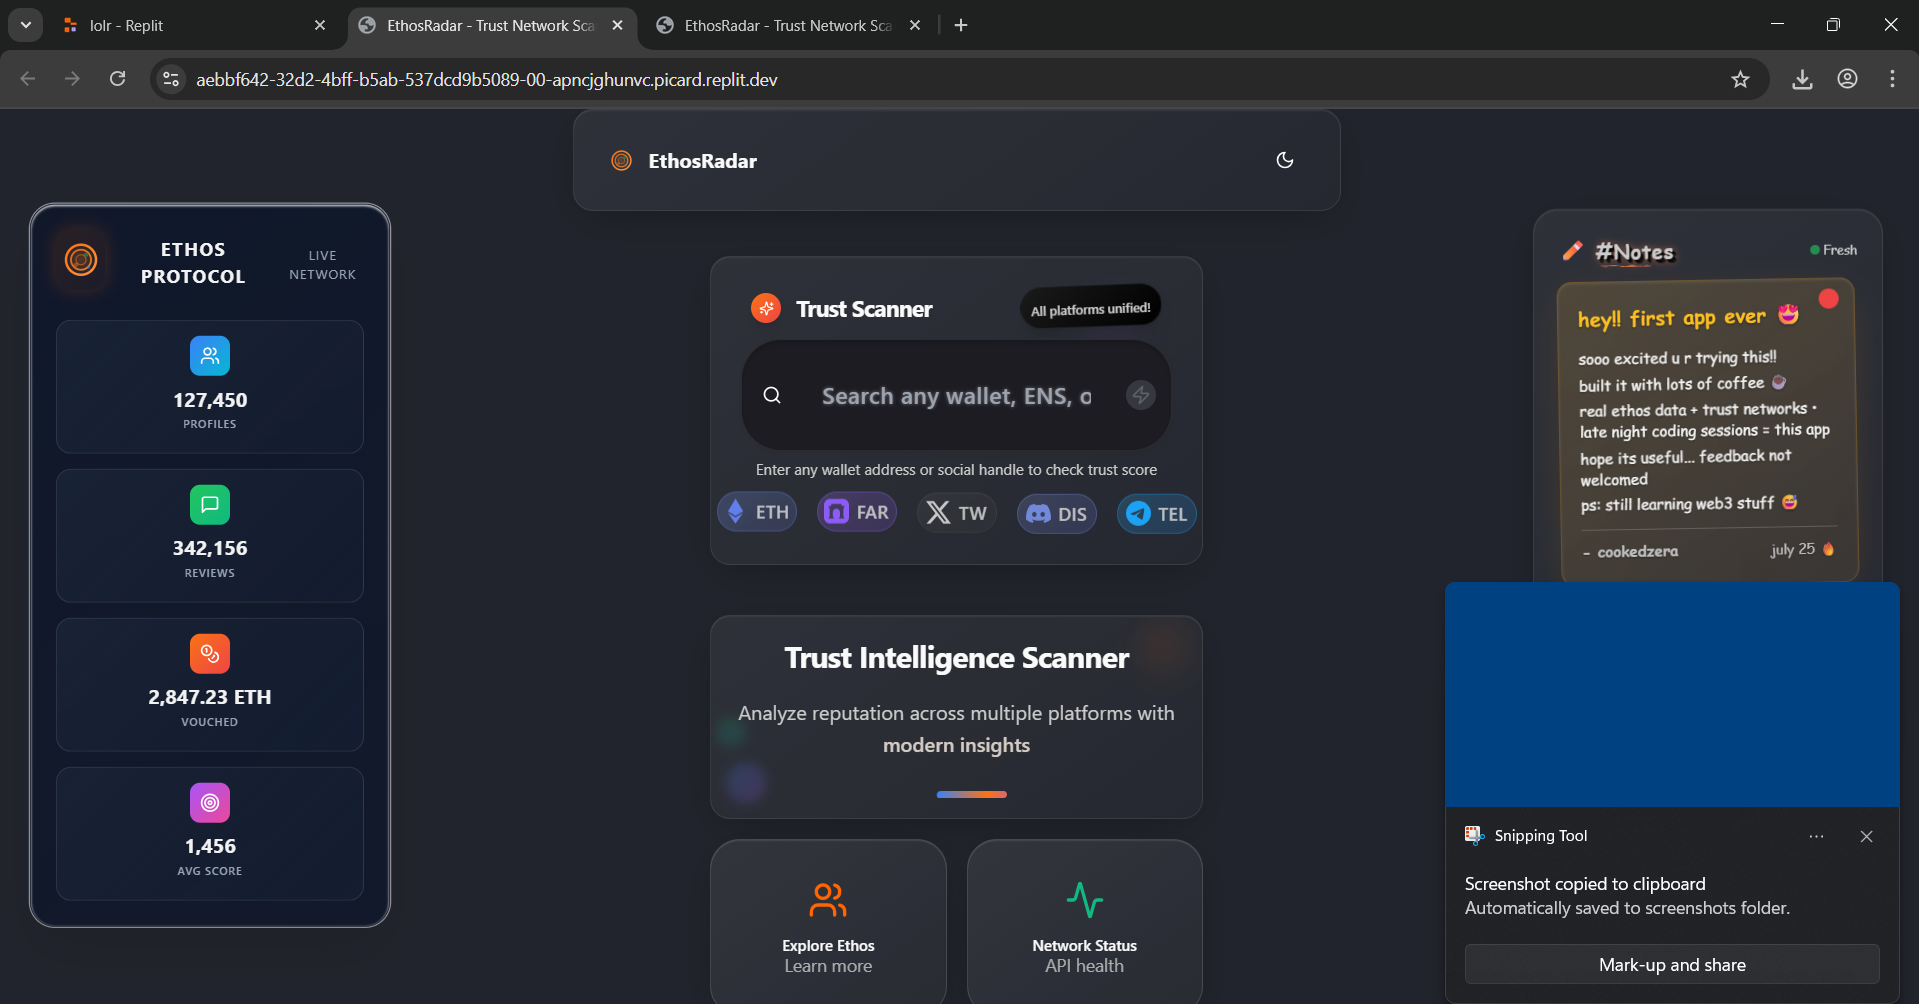 lolr - Replit
EthosRadar - Trust Network Sca
EthosRadar - Trust Network Sca
aebbf642-32d2-4bff-b5ab-537dcd9b5089-00-apncjghunvc.picard.replit.dev
EthosRadar
ETHOS
PROTOCOL
LIVE
NETWORK
127,450
PROFILES
342,156
REVIEWS
2,847.23 ETH
VOUCHED
1,456
AVG SCORE
Trust Scanner
All platforms unified!
Search any wallet, ENS, o
Enter any wallet address or social handle to check trust score
ETH
FAR
TW
DIS
TEL
Trust Intelligence Scanner
Analyze reputation across multiple platforms with
modern insights
Explore Ethos
Learn more
Network Status
API health
#Notes
Fresh
hey!! first app ever 🤩
sooo excited u r trying this!!
built it with lots of coffee ☕
real ethos data + trust networks •
late night coding sessions = this app
hope its useful... feedback not
welcomed
ps: still learning web3 stuff 😅
- cookedzera
july 25 🔥
Snipping Tool
Screenshot copied to clipboard
Automatically saved to screenshots folder.
Mark-up and share